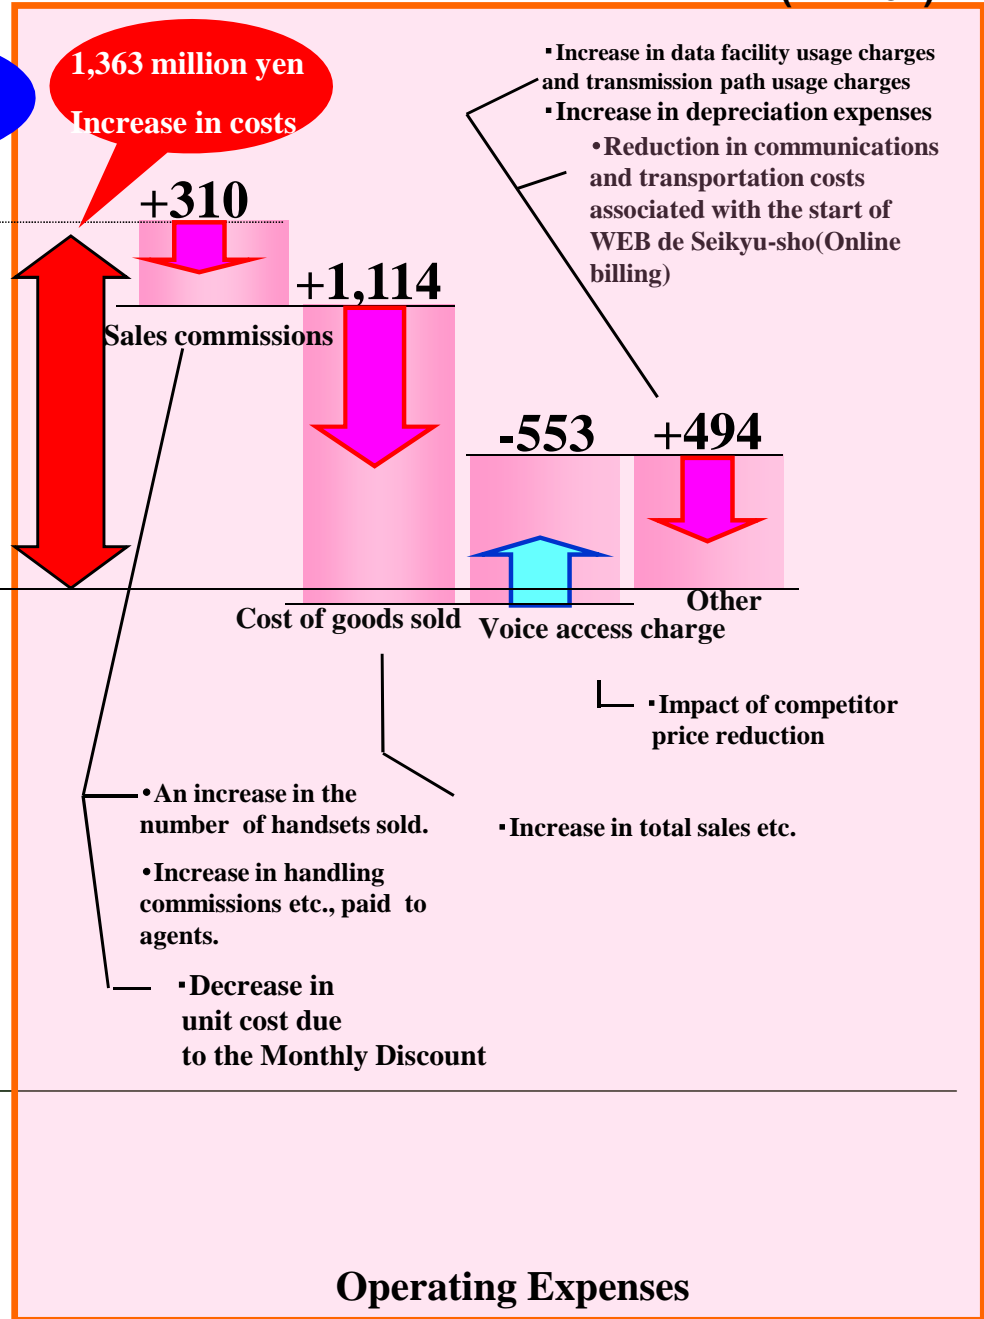 1,363 million yen
Increase in costs
▪Increase in data facility usage charges
and transmission path usage charges
▪Increase in depreciation expenses
•Reduction in communications
and transportation costs
associated with the start of
WEB de Seikyu-sho(Online
billing)
+310
+1,114
Sales commissions
-553
+494
Other
Cost of goods sold
Voice access charge
▪Impact of competitor
price reduction
•An increase in the
number of handsets sold.
▪Increase in total sales etc.
•Increase in handling
commissions etc., paid to
agents.
▪Decrease in
unit cost due
to the Monthly Discount
Operating Expenses